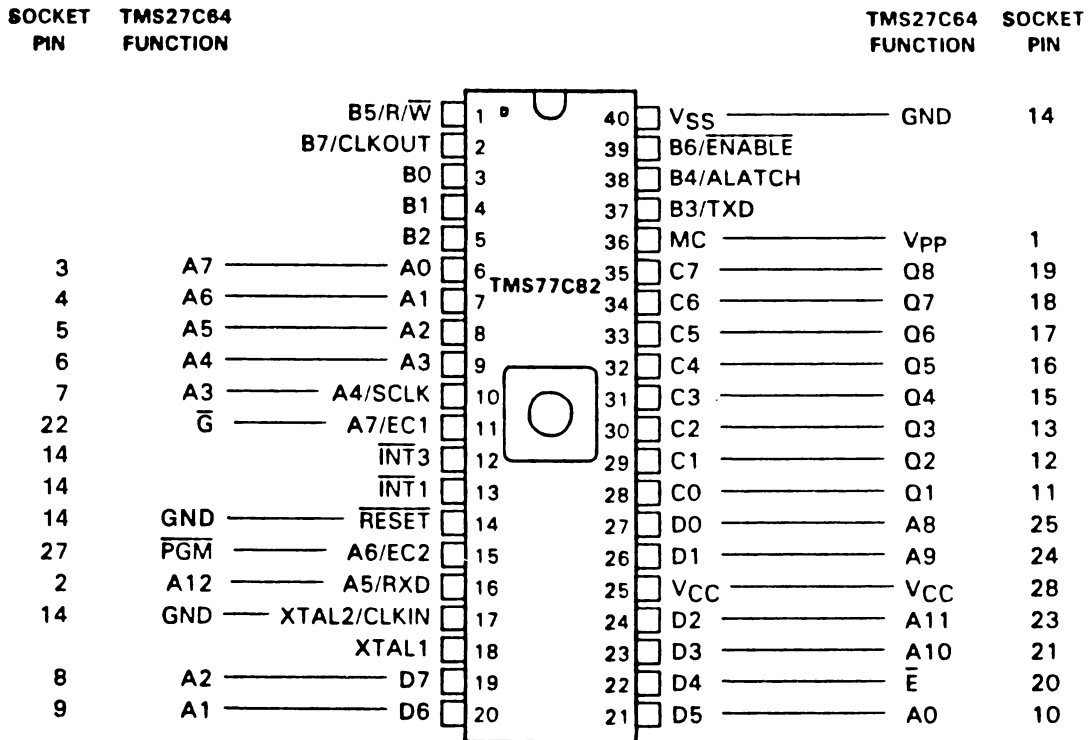 SOCKET PIN TMS27C64 FUNCTION TMS27C64 FUNCTION SOCKET PIN
B5/R/W̅ 1 40 VSS GND 14
B7/CLKOUT 2 39 B6/E̅N̅A̅B̅L̅E̅
B0 3 38 B4/ALATCH
B1 4 37 B3/TXD
B2 5 36 MC VPP 1
3 A7 A0 6 35 C7 Q8 19
TMS77C82
4 A6 A1 7 34 C6 Q7 18
5 A5 A2 8 33 C5 Q6 17
6 A4 A3 9 32 C4 Q5 16
7 A3 A4/SCLK 10 31 C3 Q4 15
22 G̅ A7/EC1 11 30 C2 Q3 13
14 I̅N̅T̅3 12 29 C1 Q2 12
14 I̅N̅T̅1 13 28 C0 Q1 11
14 GND R̅E̅S̅E̅T̅ 14 27 D0 A8 25
27 P̅G̅M̅ A6/EC2 15 26 D1 A9 24
2 A12 A5/RXD 16 25 VCC VCC 28
14 GND XTAL2/CLKIN 17 24 D2 A11 23
XTAL1 18 23 D3 A10 21
8 A2 D7 19 22 D4 E̅ 20
9 A1 D6 20 21 D5 A0 10